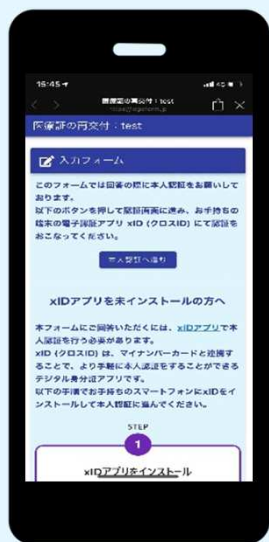 16:45
医療証の再交付：test
医療証の再交付：test
入力フォーム
このフォームでは回答の際に本人認証をお願いして
おります。
以下のボタンを押して認証画面に進み、お手持ちの
端末の電子認証アプリ xID (クロスID) にて認証を
おこなってください。
本人認証へ進む
xIDアプリを未インストールの方へ
本フォームにご回答いただくには、xIDアプリで本
人認証を行う必要があります。
xID (クロスID) は、マイナンバーカードと連携す
ることで、より手軽に本人認証をすることができる
デジタル身分証アプリです。
以下の手順でお手持ちのスマートフォンにxIDをイ
ンストールして本人認証に進んでください。
STEP
1
xIDアプリをインストール